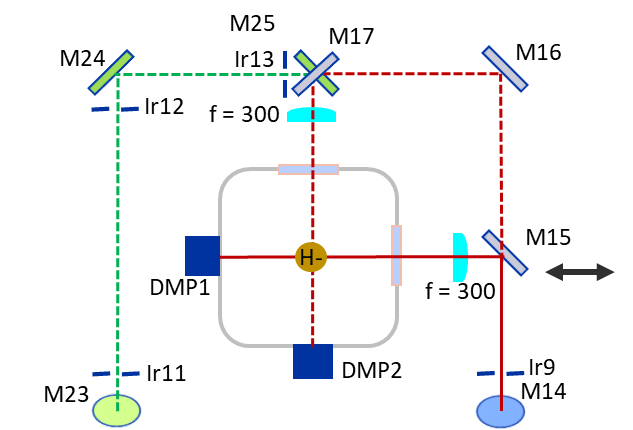 M25
M17
M24
Ir13
M16
Ir12
f = 300
M15
H-
DMP1
f = 300
Ir11
DMP2
Ir9
M23
M14